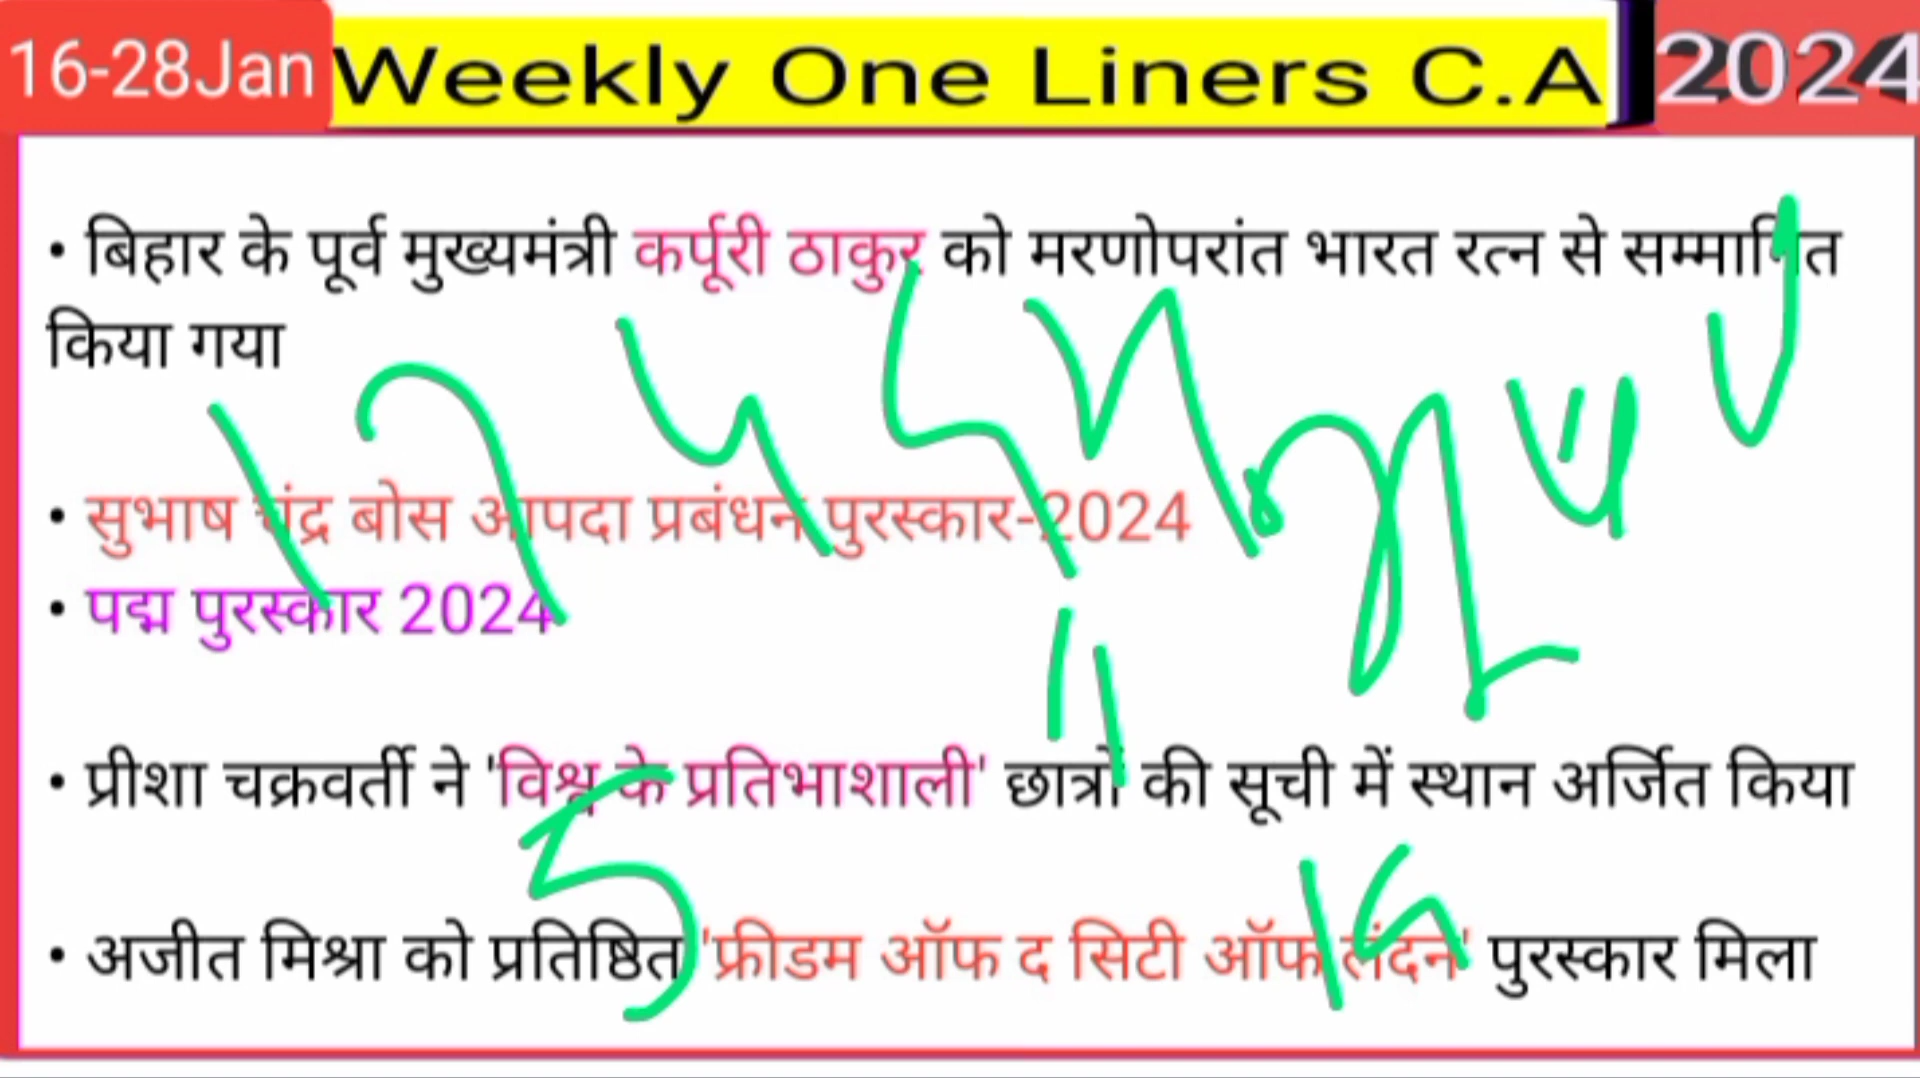 16-28Jan Weekly One Liners C.A 2024
• बिहार के पूर्व मुख्यमंत्री कर्पूरी ठाकुर को मरणोपरांत भारत रत्न से सम्मानित
किया गया
• सुभाष चंद्र बोस आपदा प्रबंधन पुरस्कार-2024
• पद्म पुरस्कार 2024
• प्रीशा चक्रवर्ती ने 'विश्व के प्रतिभाशाली' छात्रों की सूची में स्थान अर्जित किया
• अजीत मिश्रा को प्रतिष्ठित 'फ्रीडम ऑफ द सिटी ऑफ लंदन' पुरस्कार मिला